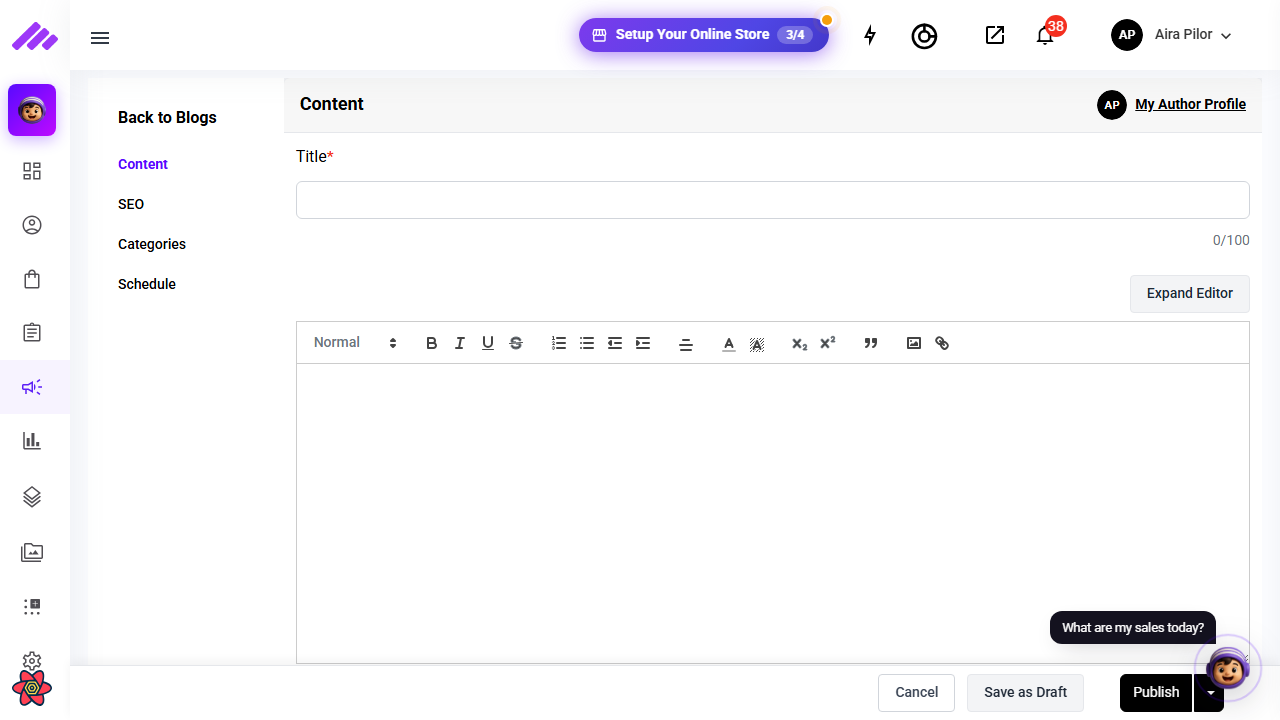 Setup Your Online Store 3/4
38
AP Aira Pilor
Back to Blogs
Content
SEO
Categories
Schedule
Content
AP My Author Profile
Title*
0/100
Expand Editor
Normal
What are my sales today?
Cancel
Save as Draft
Publish